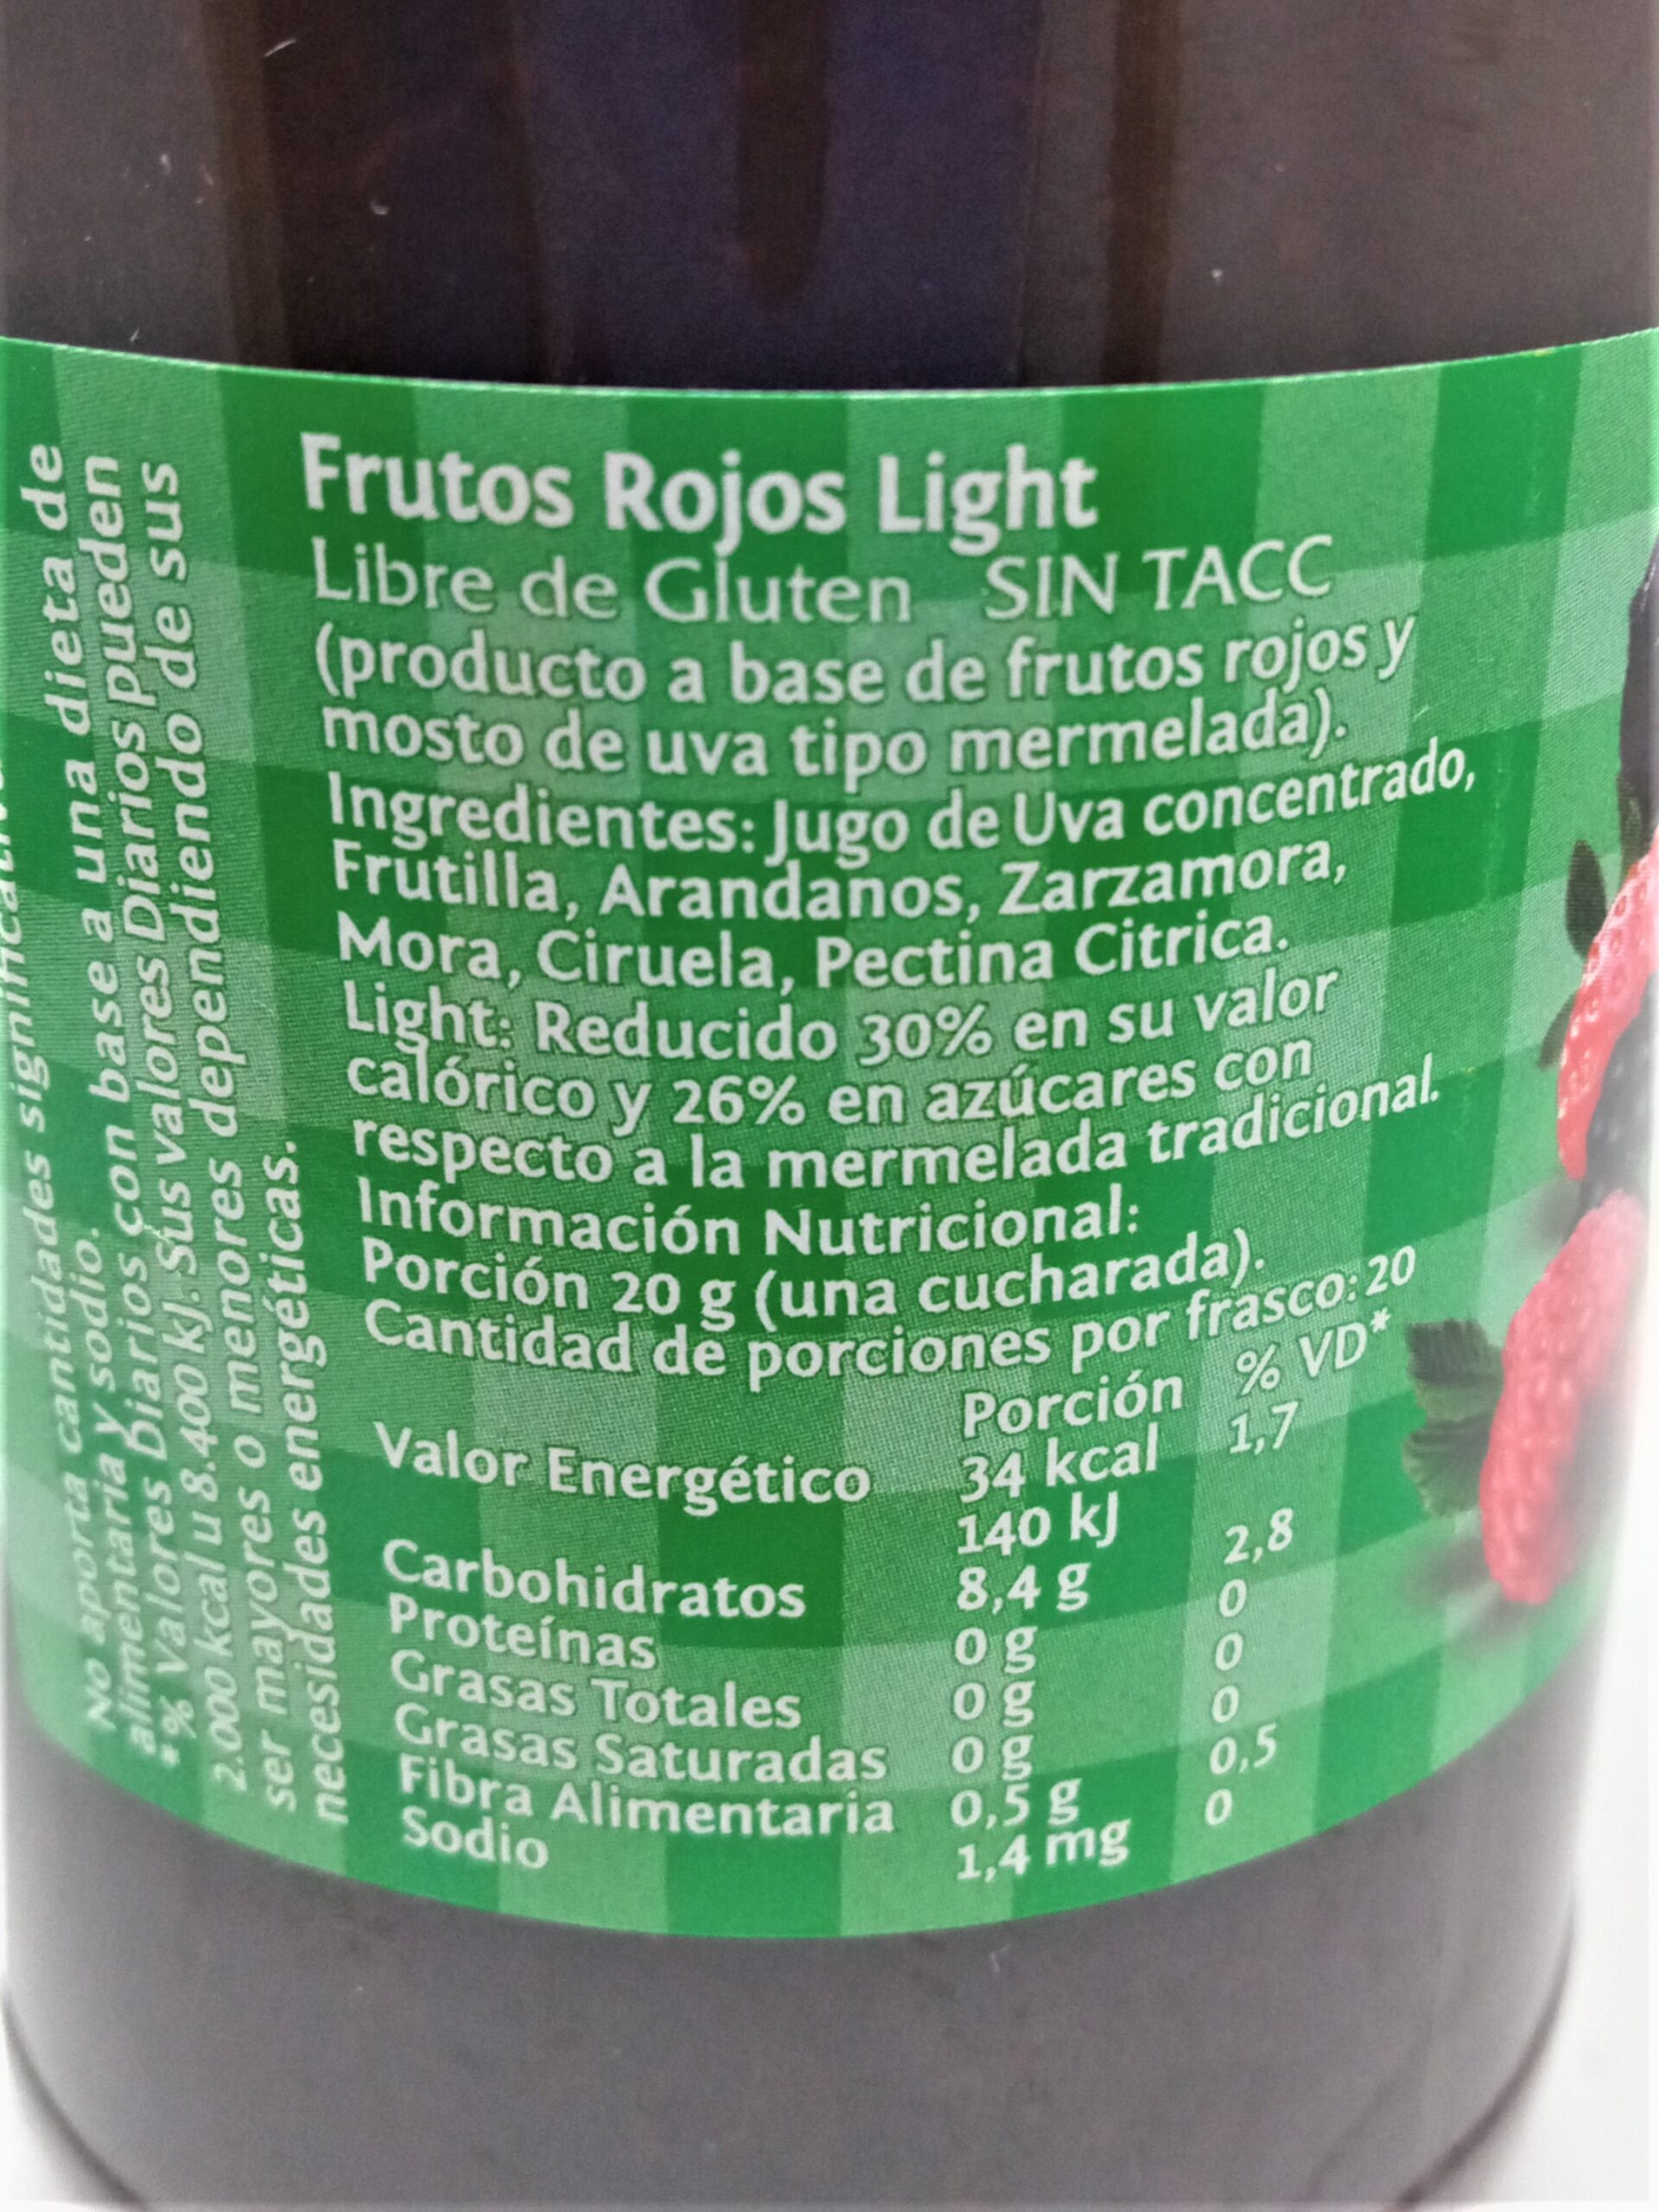 Frutos Rojos Light
Libre de Gluten SIN TACC
(producto a base de frutos rojos y
mosto de uva tipo mermelada).
Ingredientes: Jugo de Uva concentrado,
Frutilla, Arandanos, Zarzamora,
Mora, Ciruela, Pectina Citrica.
Light: Reducido 30% en su valor
calórico y 26% en azúcares con
respecto a la mermelada tradicional.
Información Nutricional:
Porción 20 g (una cucharada).
Cantidad de porciones por frasco: 20
Porción % VD*
Valor Energético 34 kcal 1,7
140 kJ
Carbohidratos 8,4 g 2,8
Proteínas 0 g 0
Grasas Totales 0 g 0
Grasas Saturadas 0 g 0
Fibra Alimentaria 0,5 g 0,5
Sodio 1,4 mg 0
No aporta cantidades significativas
de
alimentaria y sodio.
*% Valores Diarios con base a una dieta de
2.000 kcal u 8.400 kJ. Sus valores Diarios pueden
ser mayores o menores dependiendo de sus
necesidades energéticas.